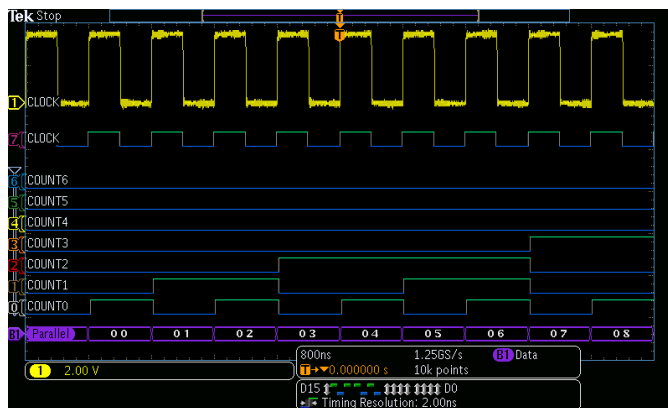 Tek Stop
T
T
1 CLOCK
7 CLOCK
6 COUNT6
5 COUNT5
4 COUNT4
3 COUNT3
2 COUNT2
1 COUNT1
0 COUNT0
B1 Parallel 00 01 02 03 04 05 06 07 08
1 2.00 V
800ns 1.25GS/s B1 Data
T→▼0.000000 s 10k points
D15 D0
Timing Resolution: 2.00ns